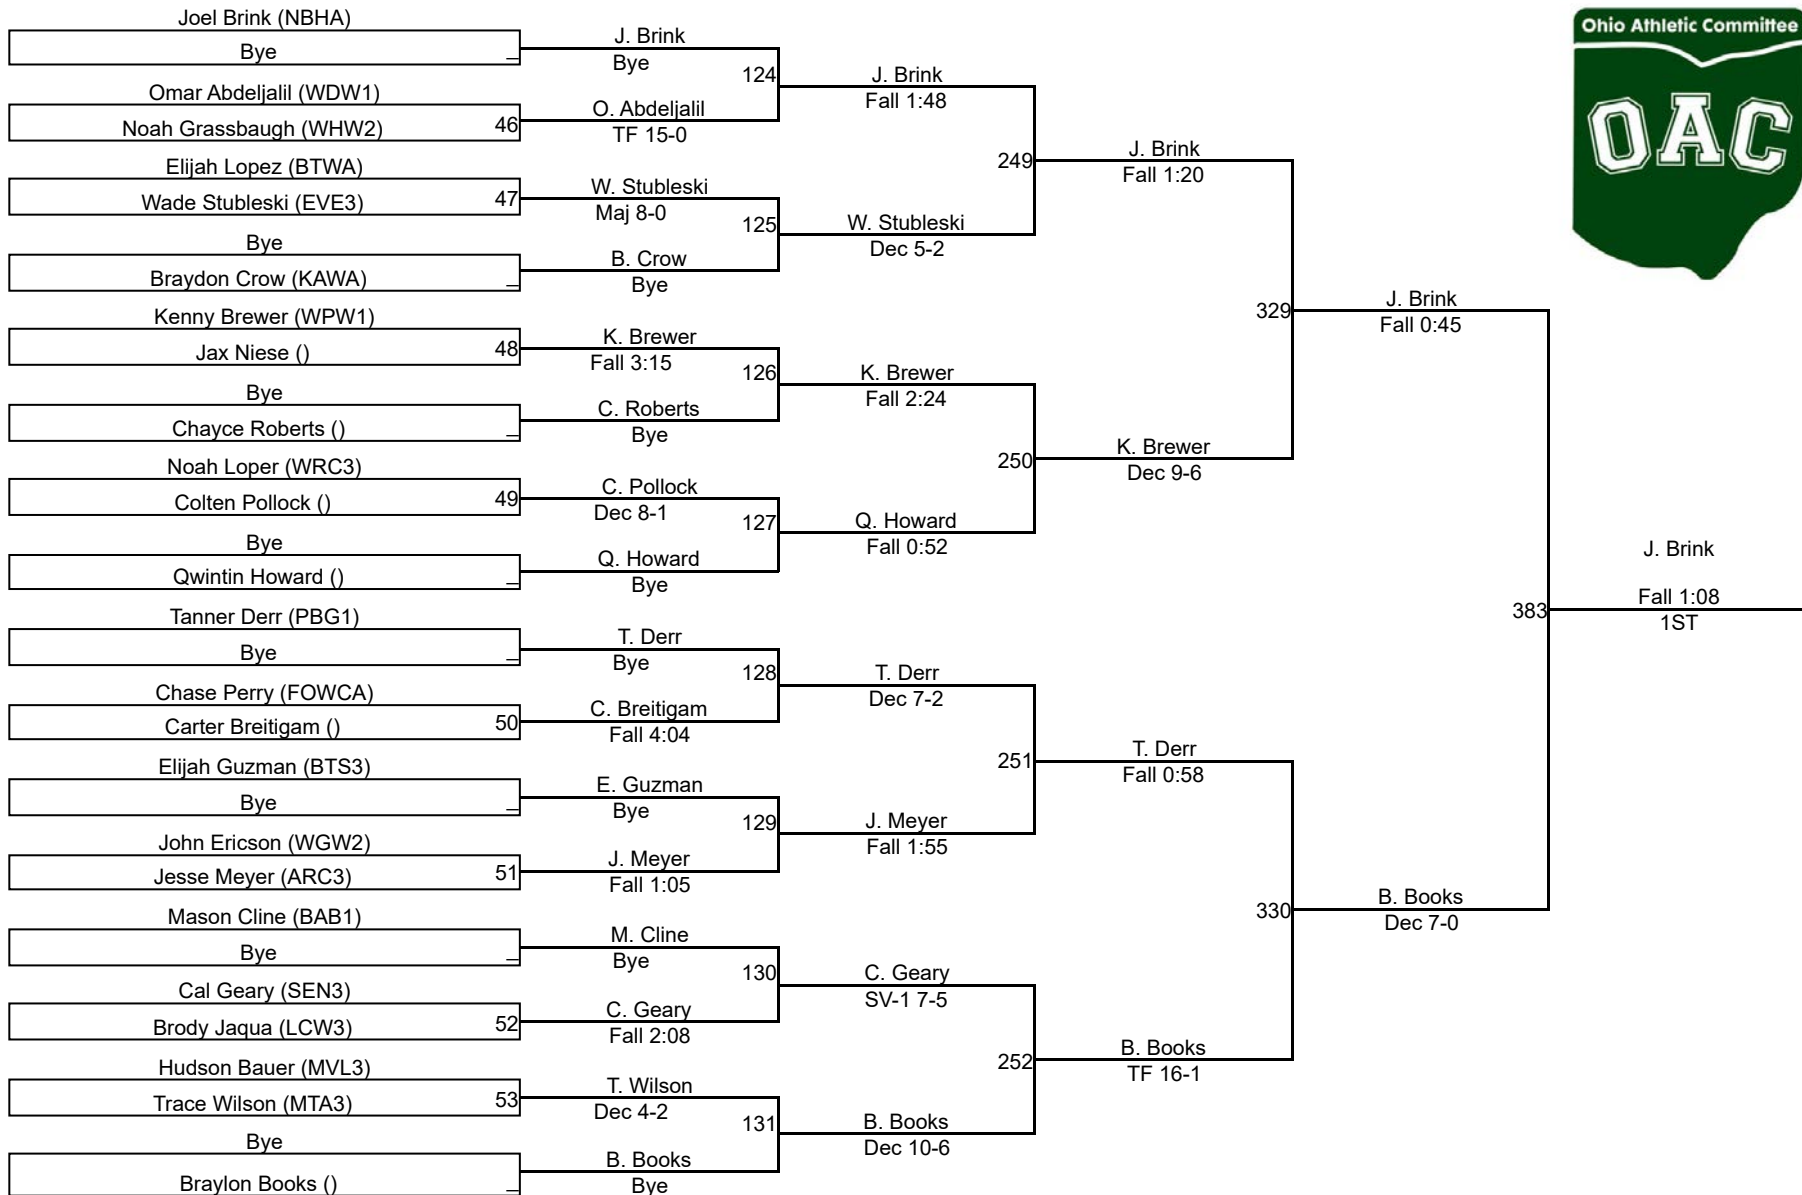 Joel Brink (NBHA)
Bye
_
Omar Abdeljalil (WDW1)
Noah Grassbaugh (WHW2)
46
Elijah Lopez (BTWA)
Wade Stubleski (EVE3)
47
Bye
Braydon Crow (KAWA)
_
Kenny Brewer (WPW1)
Jax Niese ()
48
Bye
Chayce Roberts ()
_
Noah Loper (WRC3)
Colten Pollock ()
49
Bye
Qwintin Howard ()
_
Tanner Derr (PBG1)
Bye
_
Chase Perry (FOWCA)
Carter Breitigam ()
50
Elijah Guzman (BTS3)
Bye
_
John Ericson (WGW2)
Jesse Meyer (ARC3)
51
Mason Cline (BAB1)
Bye
_
Cal Geary (SEN3)
Brody Jaqua (LCW3)
52
Hudson Bauer (MVL3)
Trace Wilson (MTA3)
53
Bye
Braylon Books ()
_
J. Brink
Bye
124
O. Abdeljalil
TF 15-0
W. Stubleski
Maj 8-0
125
B. Crow
Bye
K. Brewer
Fall 3:15
126
C. Roberts
Bye
C. Pollock
Dec 8-1
127
Q. Howard
Bye
T. Derr
Bye
128
C. Breitigam
Fall 4:04
E. Guzman
Bye
129
J. Meyer
Fall 1:05
M. Cline
Bye
130
C. Geary
Fall 2:08
T. Wilson
Dec 4-2
131
B. Books
Bye
J. Brink
Fall 1:48
249
W. Stubleski
Dec 5-2
K. Brewer
Fall 2:24
250
Q. Howard
Fall 0:52
T. Derr
Dec 7-2
251
J. Meyer
Fall 1:55
C. Geary
SV-1 7-5
252
B. Books
Dec 10-6
J. Brink
Fall 1:20
329
K. Brewer
Dec 9-6
T. Derr
Fall 0:58
330
B. Books
TF 16-1
J. Brink
Fall 0:45
383
B. Books
Dec 7-0
J. Brink
Fall 1:08
1ST
Ohio Athletic Committee
OAC